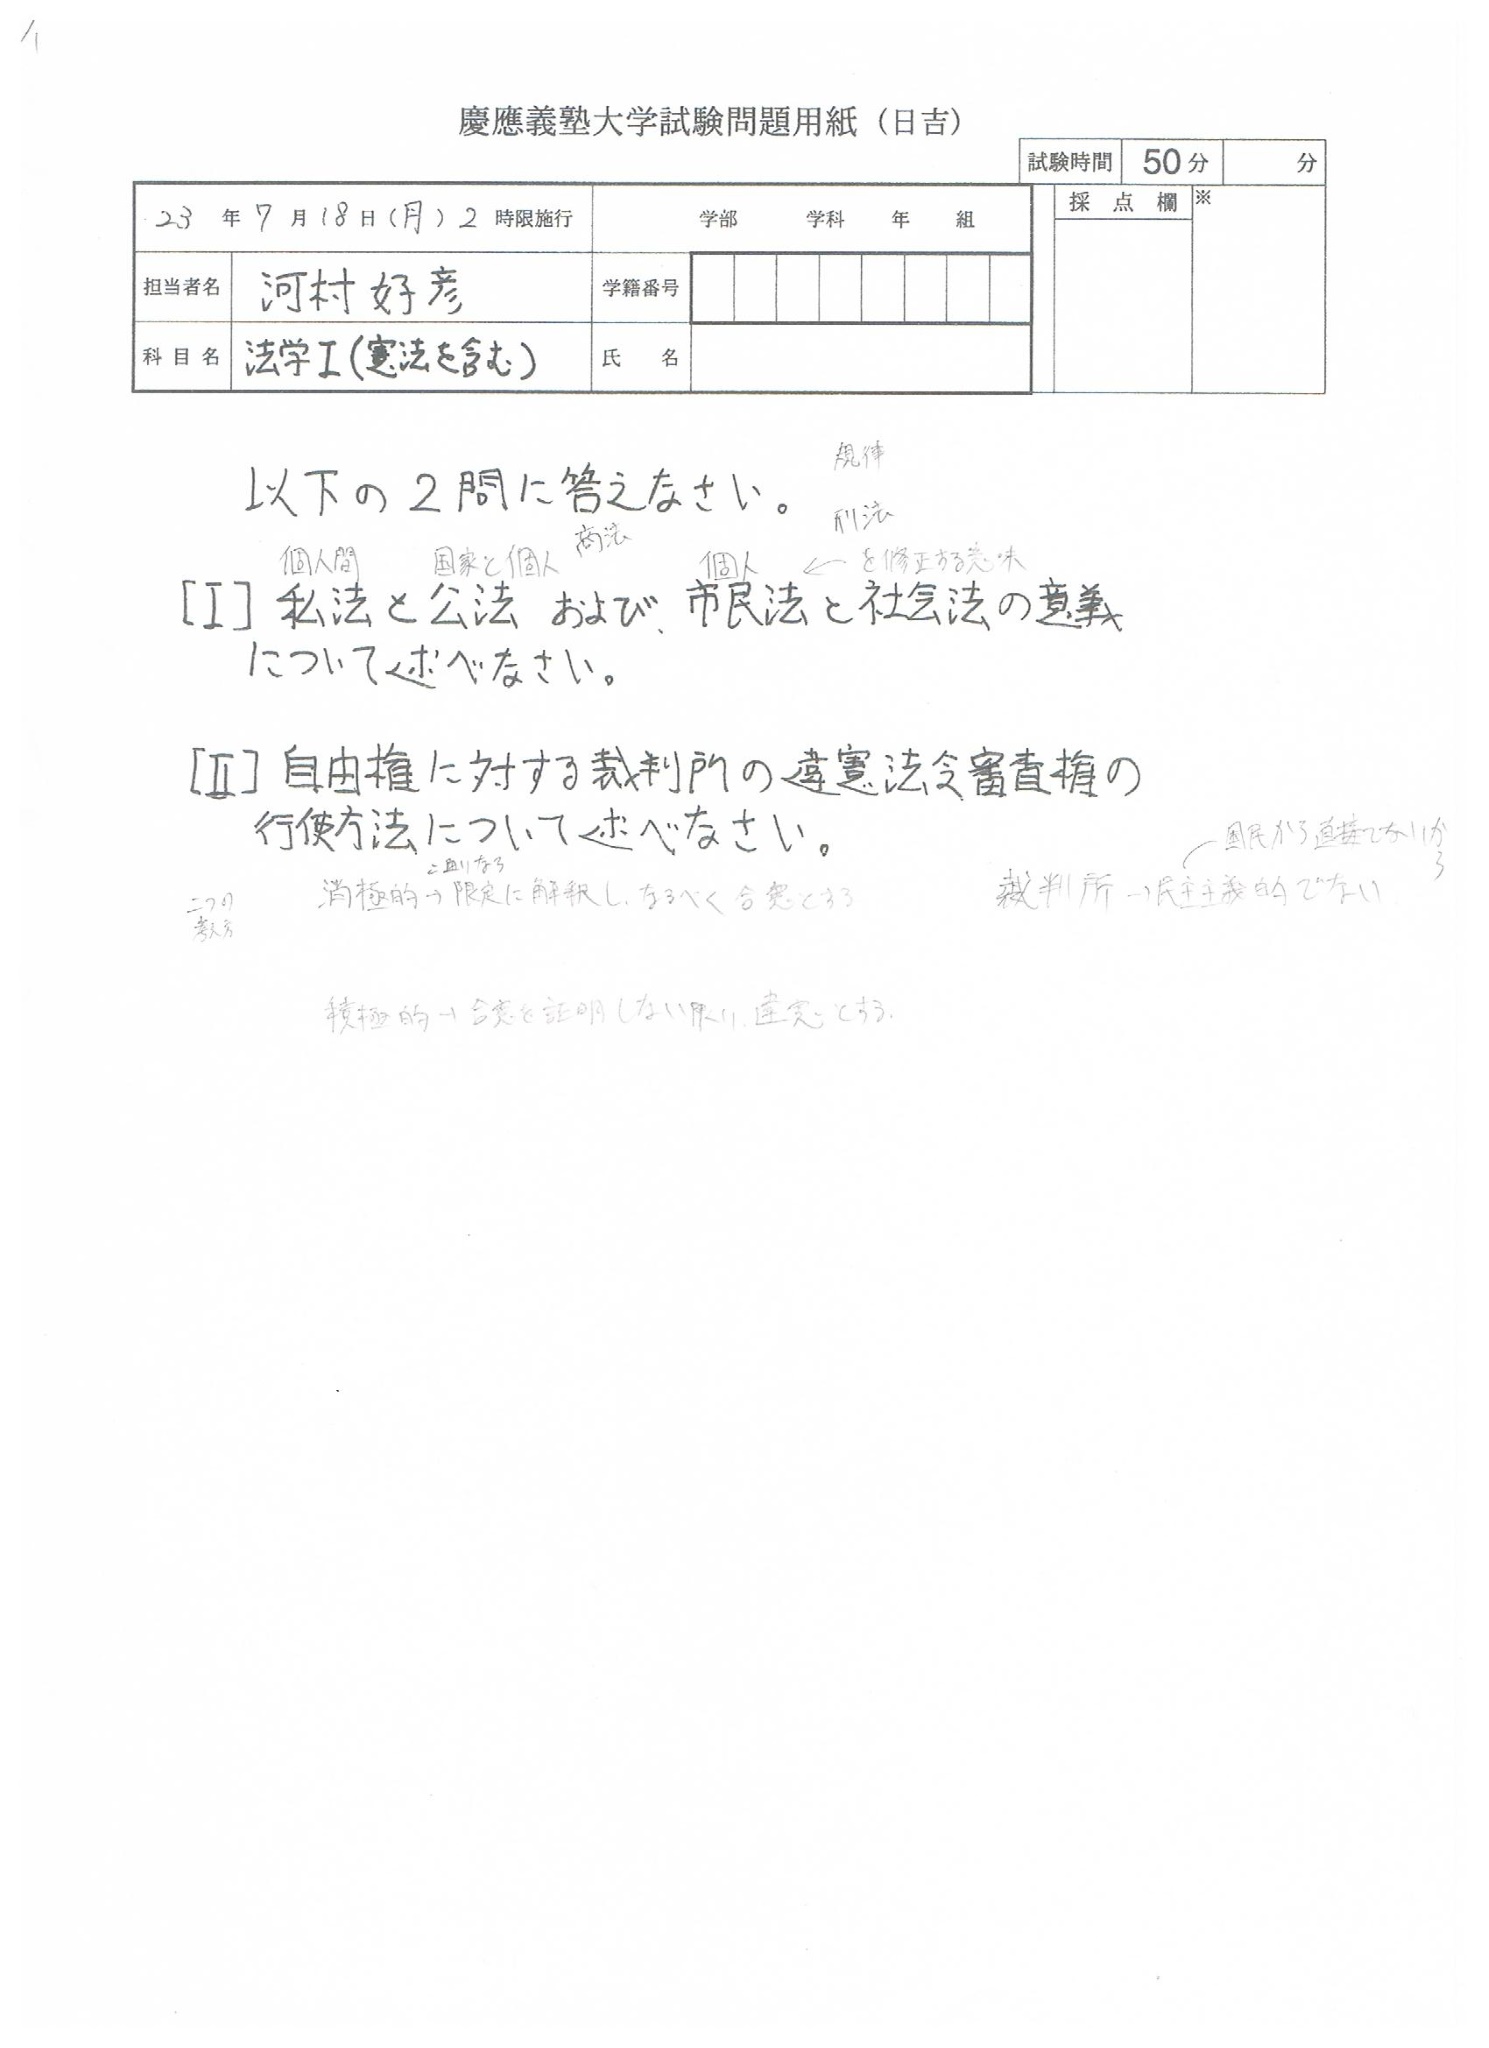 慶應義塾大学試験問題用紙（日吉）
試験時間 50分 分
23年7月18日(月)2時限施行 学部 学科 年 組
採点欄 ※
担当者名 河村好彦 学籍番号
科目名 法学I(憲法を含む) 氏名
規律
以下の2問に答えなさい。
刑法
商法
個人間 国家と個人 個人 ← を修正する意味
[I] 私法と公法 および、市民法と社会法の意義
について述べなさい。
[II] 自由権に対する裁判所の違憲法令審査権の
行使方法について述べなさい。
国民から直接でないから
二つの考え方
消極的→限定に解釈し、なるべく合憲とする
裁判所→民主主義的でない
積極的→合憲を証明しない限り、違憲とする.